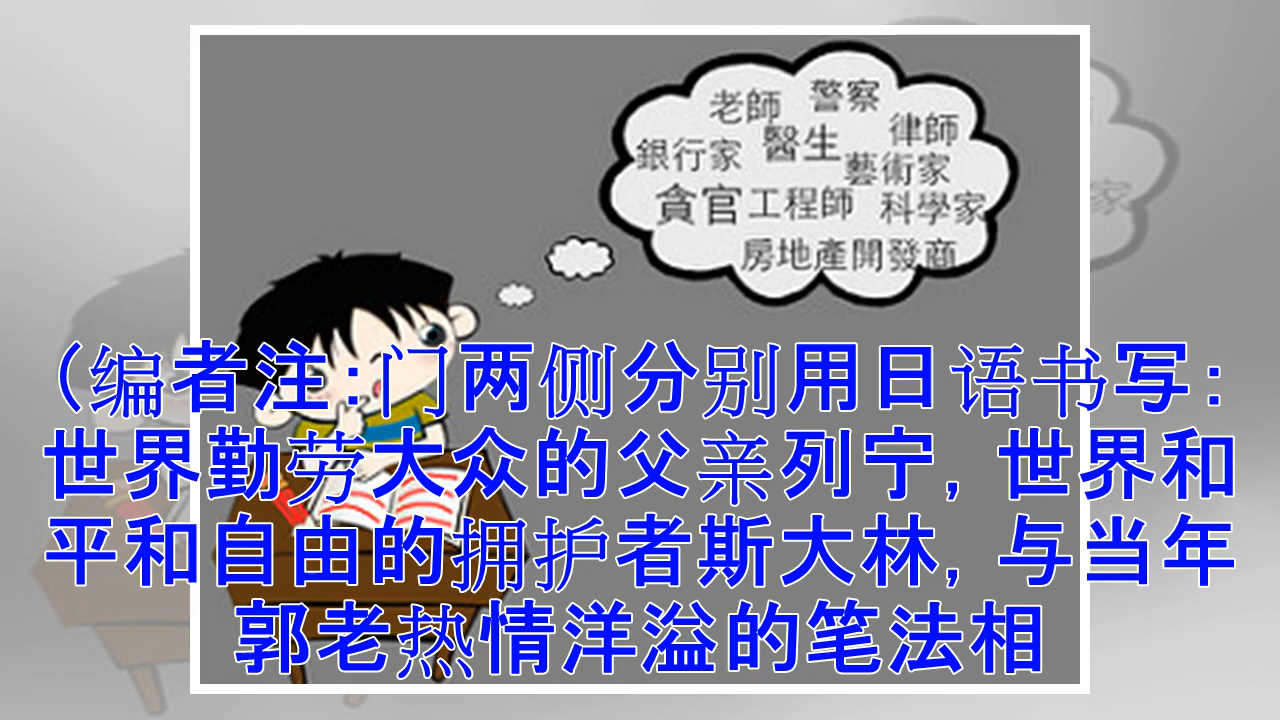 老師 警察
銀行家 醫生 律師
藝術家
貪官 工程師 科學家
房地產開發商
家
(编者注:门两侧分别用日语书写:
世界勤劳大众的父亲列宁,世界和
平和自由的拥护者斯大林,与当年
郭老热情洋溢的笔法相